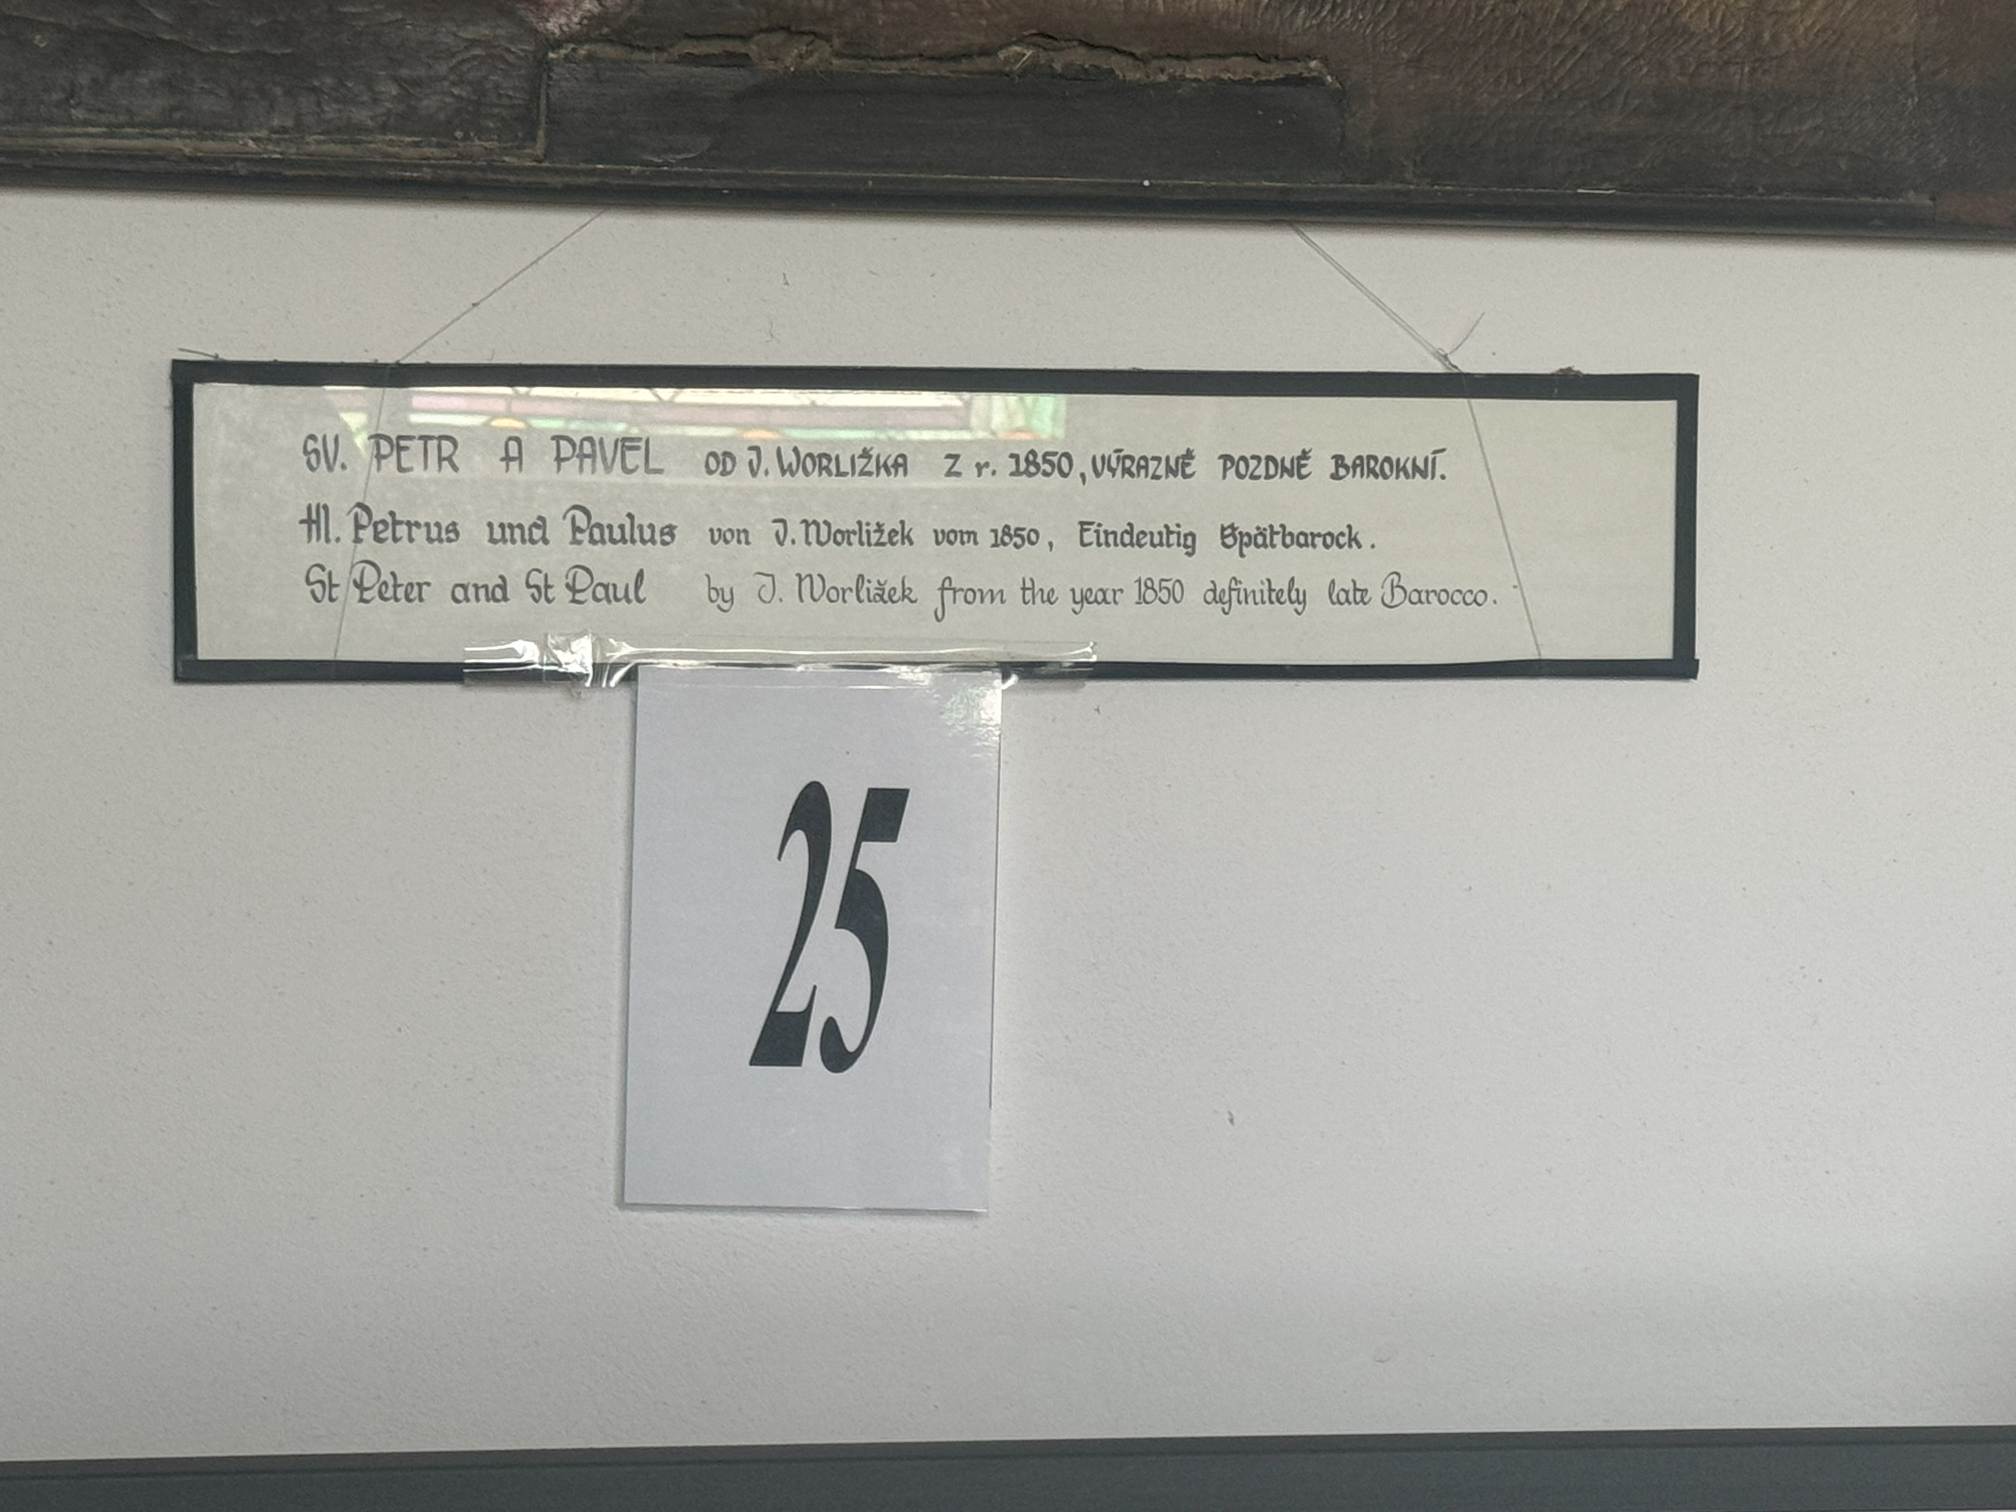 SV. PETR A PAVEL OD J. WORLIŽKA Z r. 1850, VÝRAZNĚ POZDNĚ BAROKNÍ.
Hl. Petrus und Paulus von J. Worližek vom 1850, Eindeutig Spätbarock.
St Peter and St Paul by J. Worližek from the year 1850 definitely late Barocco.
25